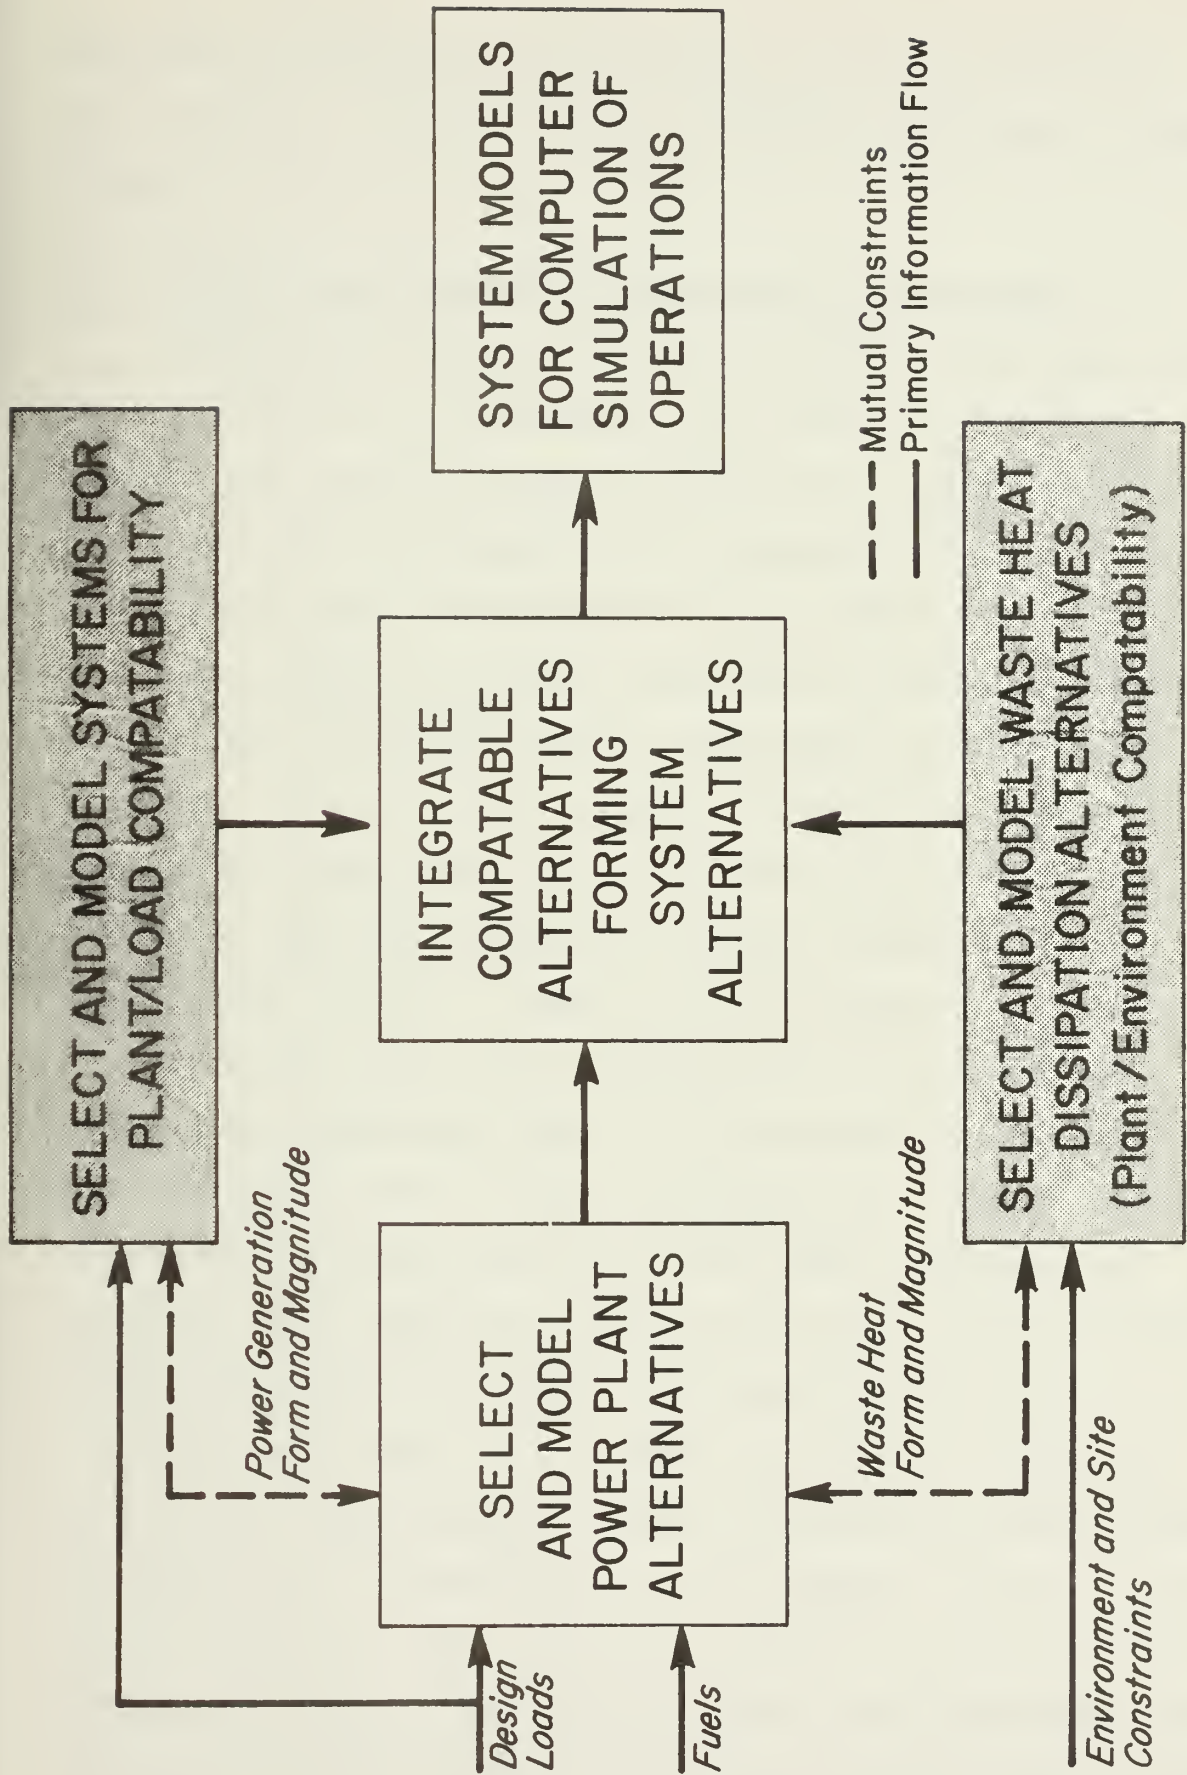 SELECT AND MODEL SYSTEMS FOR
PLANT/LOAD COMPATABILITY
Power Generation
Form and Magnitude
Design
Loads
Fuels
SELECT
AND MODEL
POWER PLANT
ALTERNATIVES
INTEGRATE
COMPATABLE
ALTERNATIVES
FORMING
SYSTEM
ALTERNATIVES
SYSTEM MODELS
FOR COMPUTER
SIMULATION OF
OPERATIONS
Waste Heat
Form and Magnitude
Mutual Constraints
Primary Information Flow
Environment and Site
Constraints
SELECT AND MODEL WASTE HEAT
DISSIPATION ALTERNATIVES
(Plant/Environment Compatability)